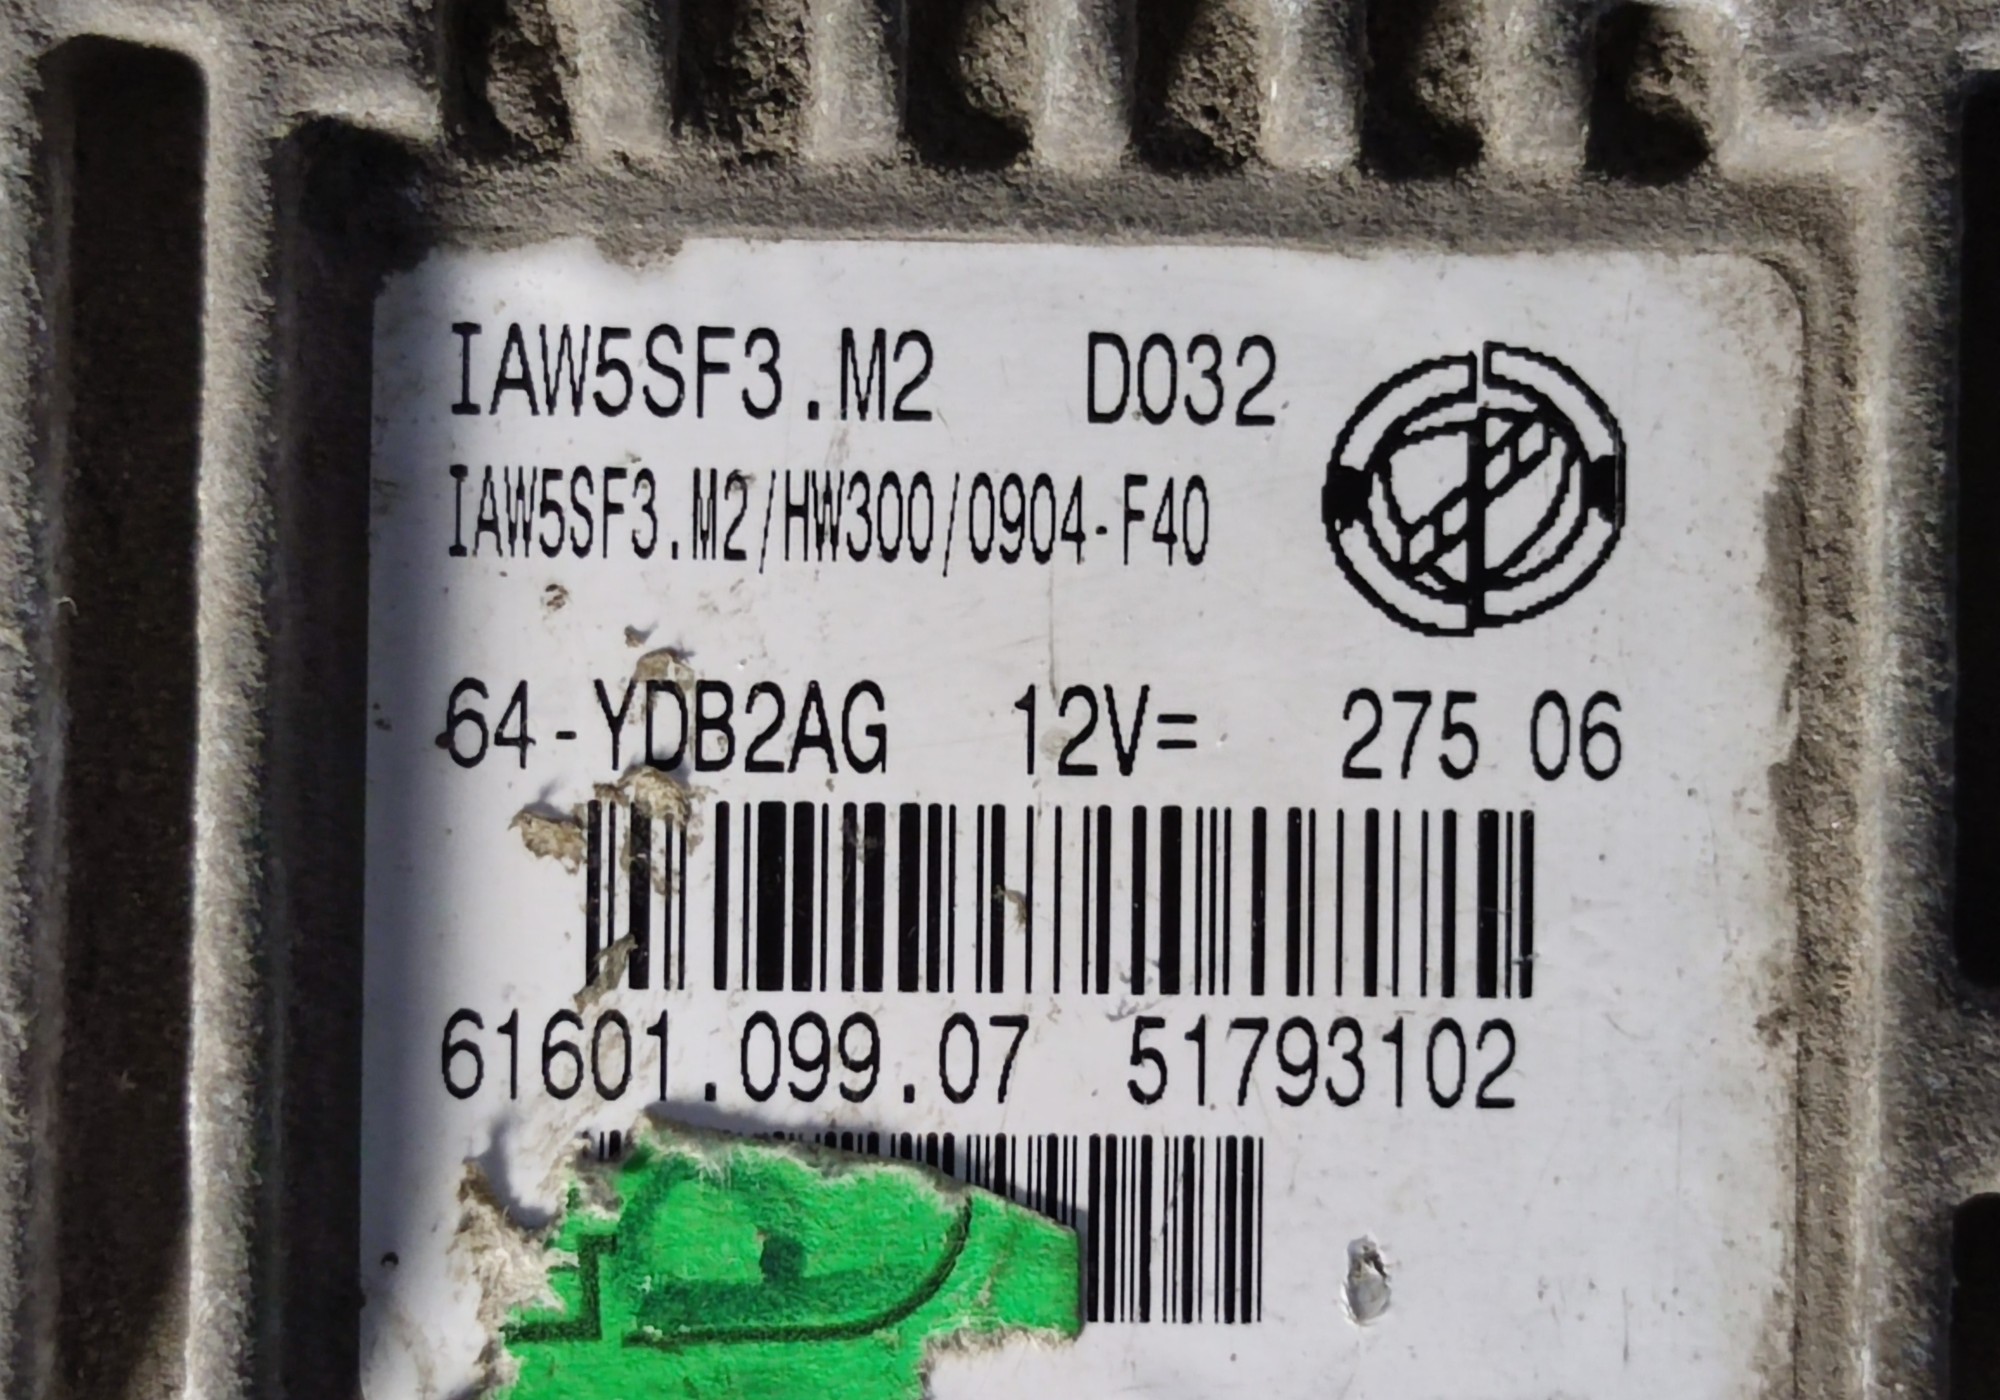 IAW5SF3.M2 D032
IAW5SF3.M2/HW300/0904-F40
64-YDB2AG 12V= 275 06
61601.099.07 51793102